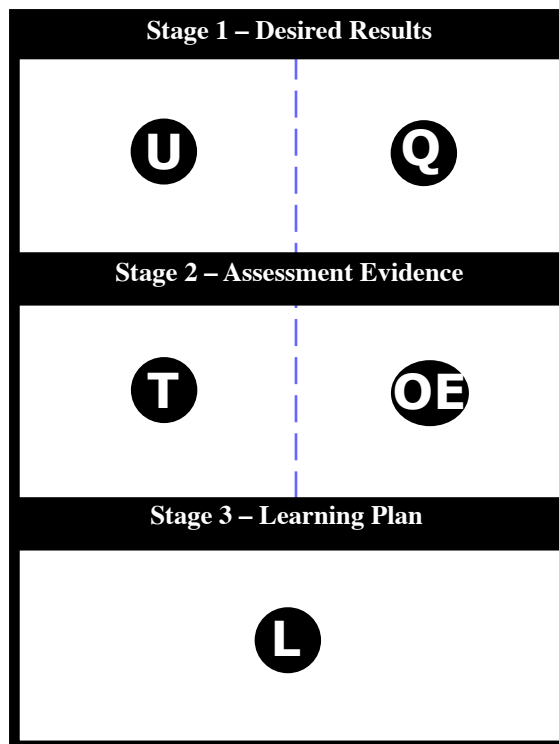 Stage 1 – Desired Results
U Q
Stage 2 – Assessment Evidence
T OE
Stage 3 – Learning Plan
L